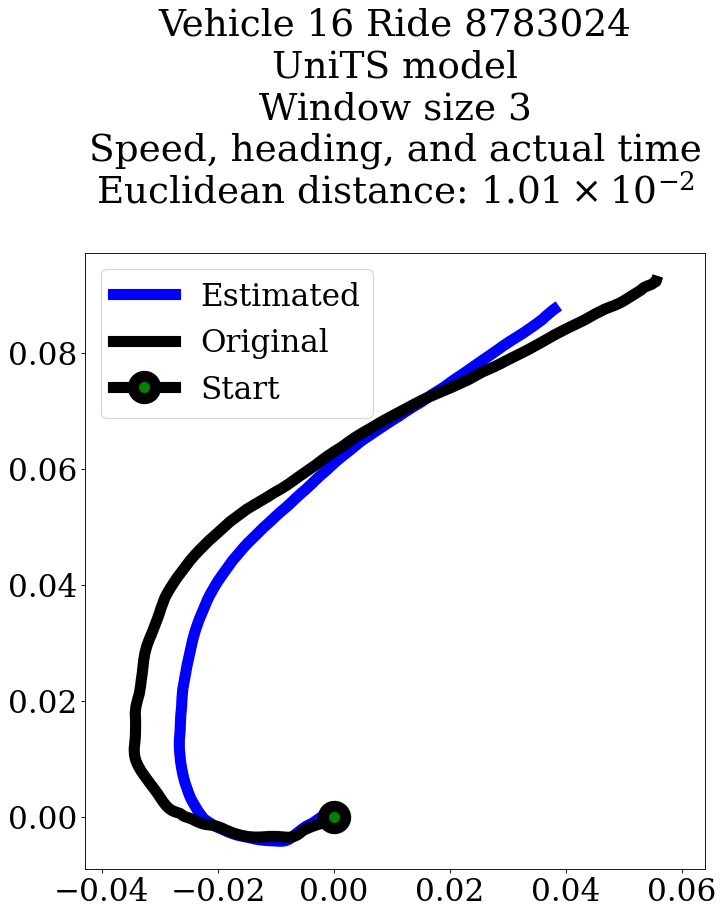 Vehicle 16 Ride 8783024
UniTS model
Window size 3
Speed, heading, and actual time
Euclidean distance: 1.01 × 10⁻²
Estimated
Original
Start
0.08
0.06
0.04
0.02
0.00
−0.04 −0.02 0.00 0.02 0.04 0.06